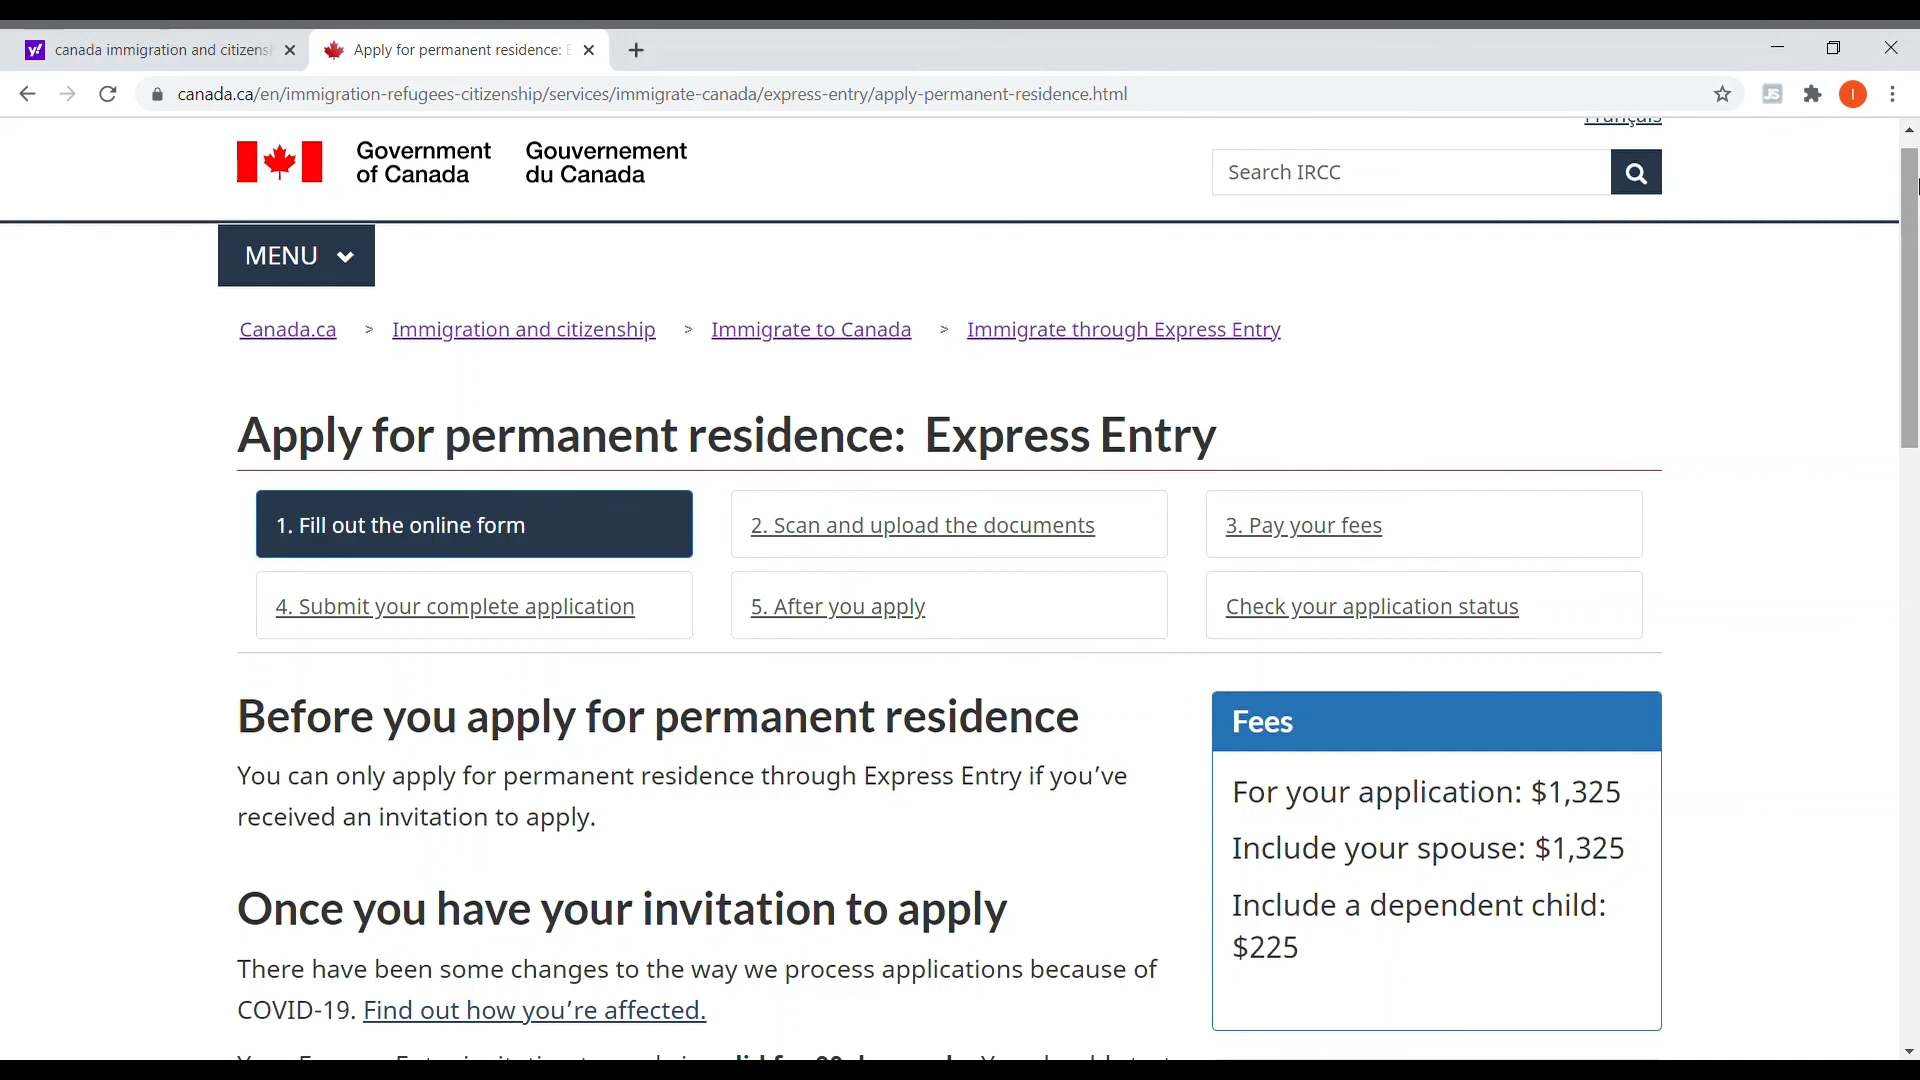 canada immigration and citizens
Apply for permanent residence: E
canada.ca/en/immigration-refugees-citizenship/services/immigrate-canada/express-entry/apply-permanent-residence.html
JS
I
Français
Government of Canada
Gouvernement du Canada
Search IRCC
MENU
Canada.ca > Immigration and citizenship > Immigrate to Canada > Immigrate through Express Entry
Apply for permanent residence: Express Entry
1. Fill out the online form
2. Scan and upload the documents
3. Pay your fees
4. Submit your complete application
5. After you apply
Check your application status
Before you apply for permanent residence
You can only apply for permanent residence through Express Entry if you’ve
received an invitation to apply.
Once you have your invitation to apply
There have been some changes to the way we process applications because of
COVID-19. Find out how you’re affected.
Fees
For your application: $1,325
Include your spouse: $1,325
Include a dependent child:
$225